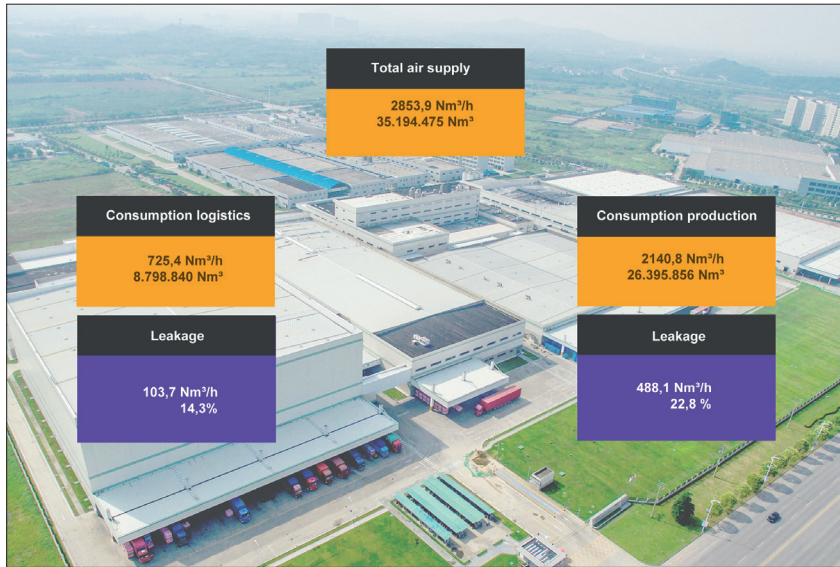 Total air supply
2853,9 Nm³/h
35.194.475 Nm³
Consumption logistics
725,4 Nm³/h
8.798.840 Nm³
Leakage
103,7 Nm³/h
14,3%
Consumption production
2140,8 Nm³/h
26.395.856 Nm³
Leakage
488,1 Nm³/h
22,8 %